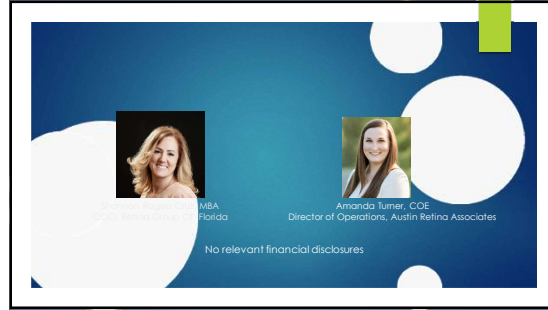 MBA
Florida
Amanda Turner, COE
Director of Operations, Austin Retina Associates
No relevant financial disclosures